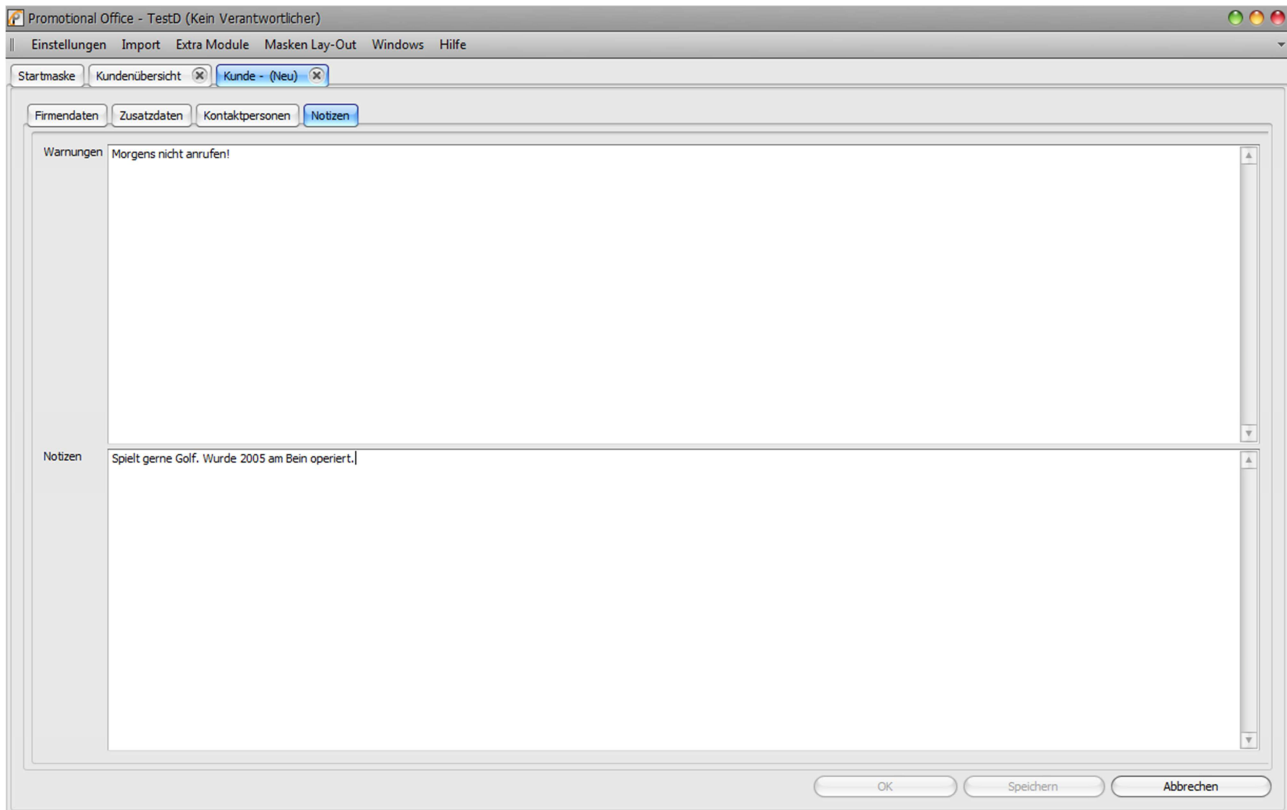 Promotional Office - TestD (Kein Verantwortlicher)
Einstellungen Import Extra Module Masken Lay-Out Windows Hilfe
Startmaske Kundenübersicht Kunde - (Neu)
Firmendaten Zusatzdaten Kontaktpersonen Notizen
Warnungen Morgens nicht anrufen!
Notizen Spielt gerne Golf. Wurde 2005 am Bein operiert.
OK Speichern Abbrechen